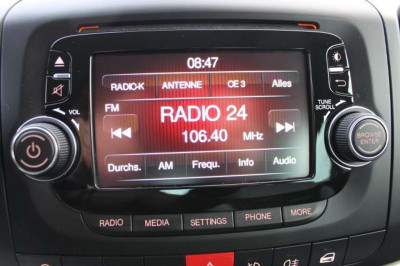 08:47
RADIO-K ANTENNE OE 3 Alles
FM
RADIO 24
106.40 MHz
Durchs. AM Frequ. Info Audio
VOL
TUNE
SCROLL
BROWSE
ENTER
RADIO MEDIA SETTINGS PHONE MORE